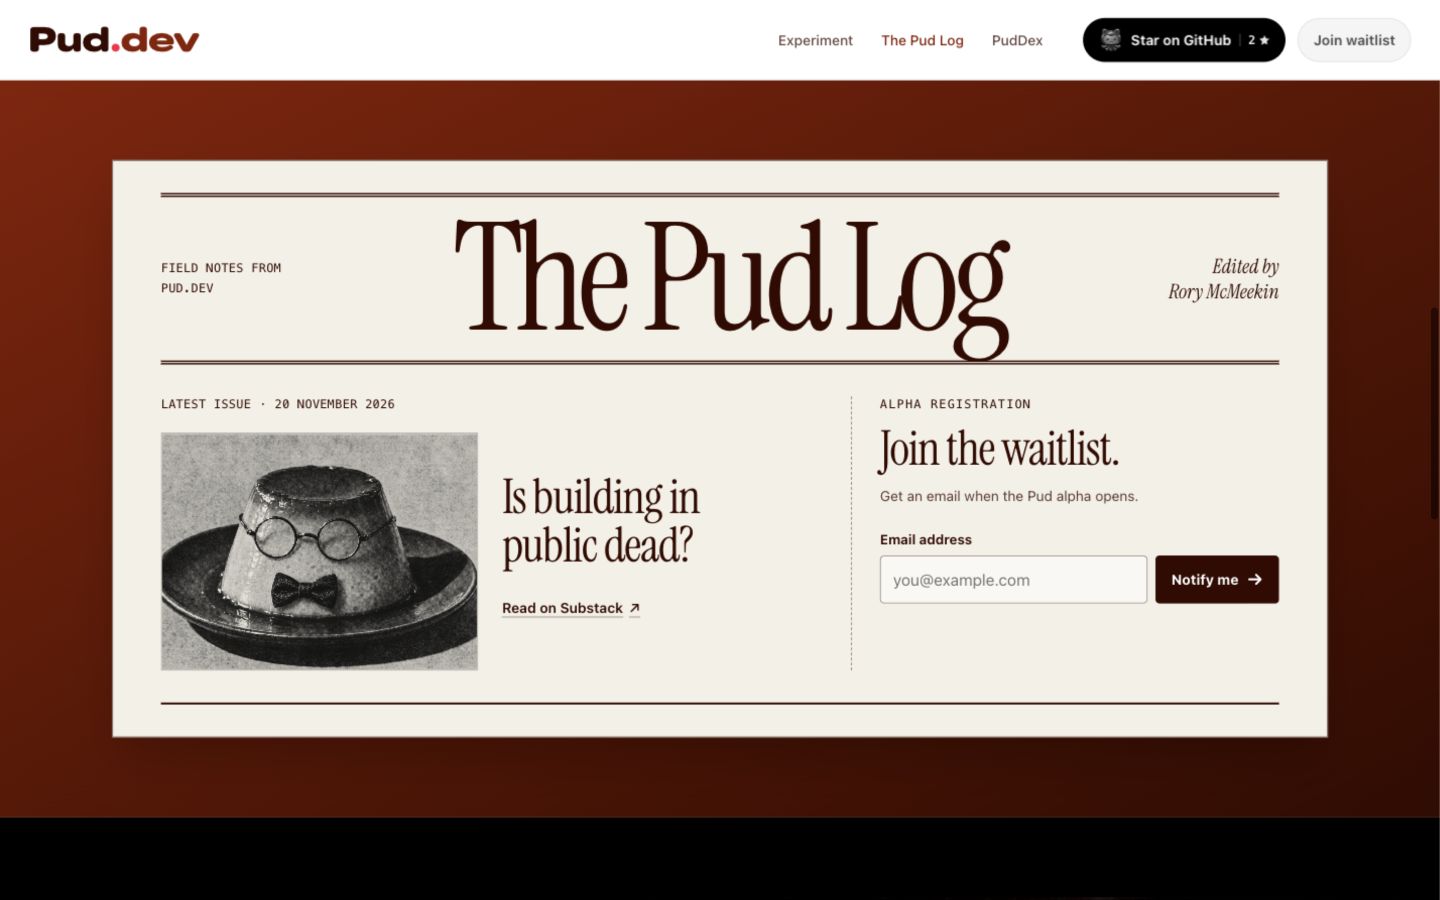 Pud.dev
Experiment
The Pud Log
PudDex
Star on GitHub
2 ★
Join waitlist
FIELD NOTES FROM
PUD.DEV
The Pud Log
Edited by
Rory McMeekin
LATEST ISSUE · 20 NOVEMBER 2026
Is building in
public dead?
Read on Substack ↗
ALPHA REGISTRATION
Join the waitlist.
Get an email when the Pud alpha opens.
Email address
you@example.com
Notify me →